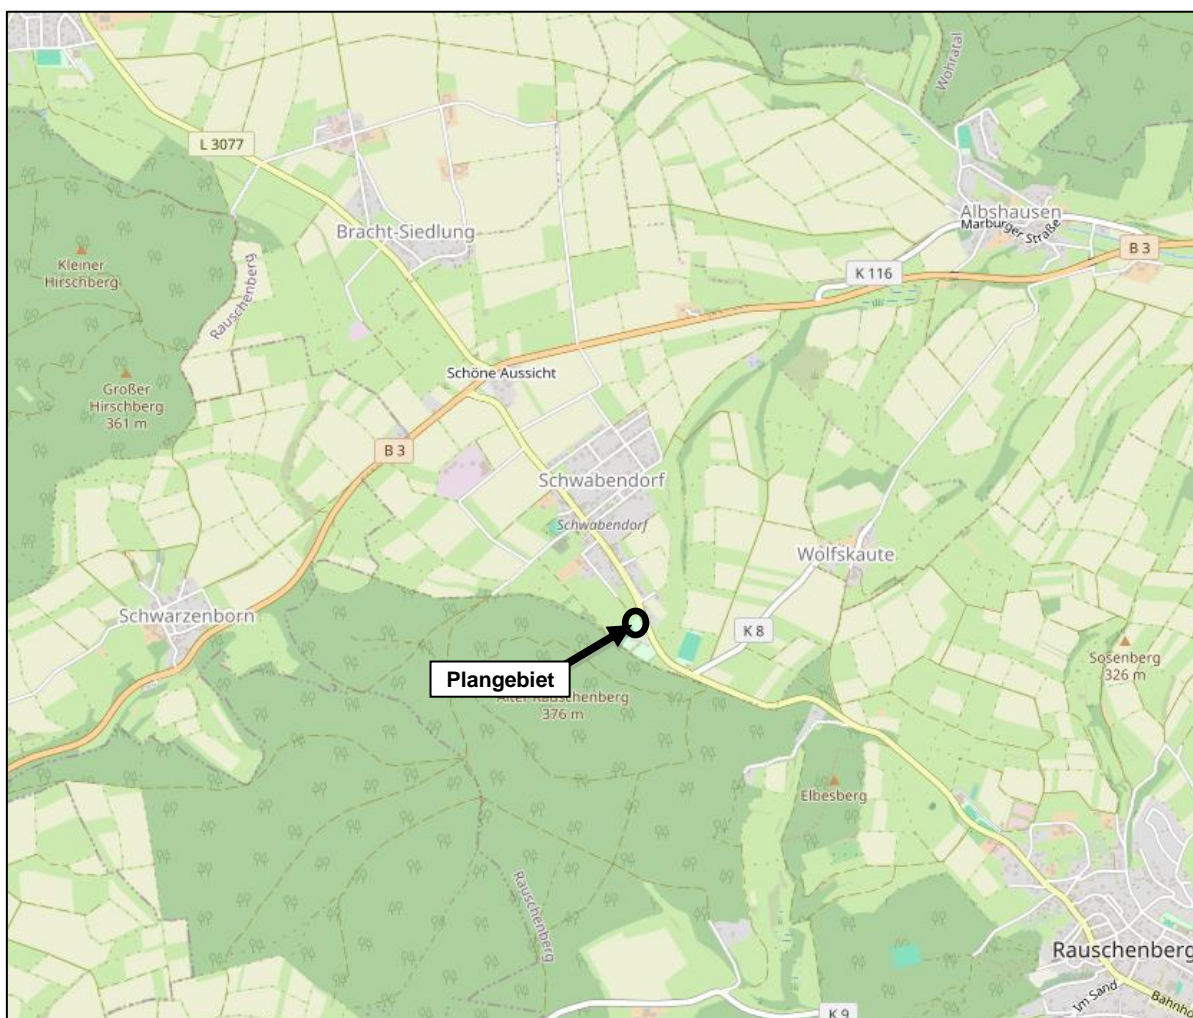 Wohratal
L 3077
Albshausen
Marburger Straße
Bracht-Siedlung
B 3
Kleiner
Hirschberg
K 116
Rauschenberg
Schöne Aussicht
Großer
Hirschberg
361 m
B 3
Schwabendorf
Schwabendorf
Wolfskaute
Schwarzenborn
K 8
Sosenberg
326 m
Plangebiet
Alter Rauschenberg
376 m
Elbesberg
Rauschenberg
Rauschenberg
Im Sand
Bahnho
K 9